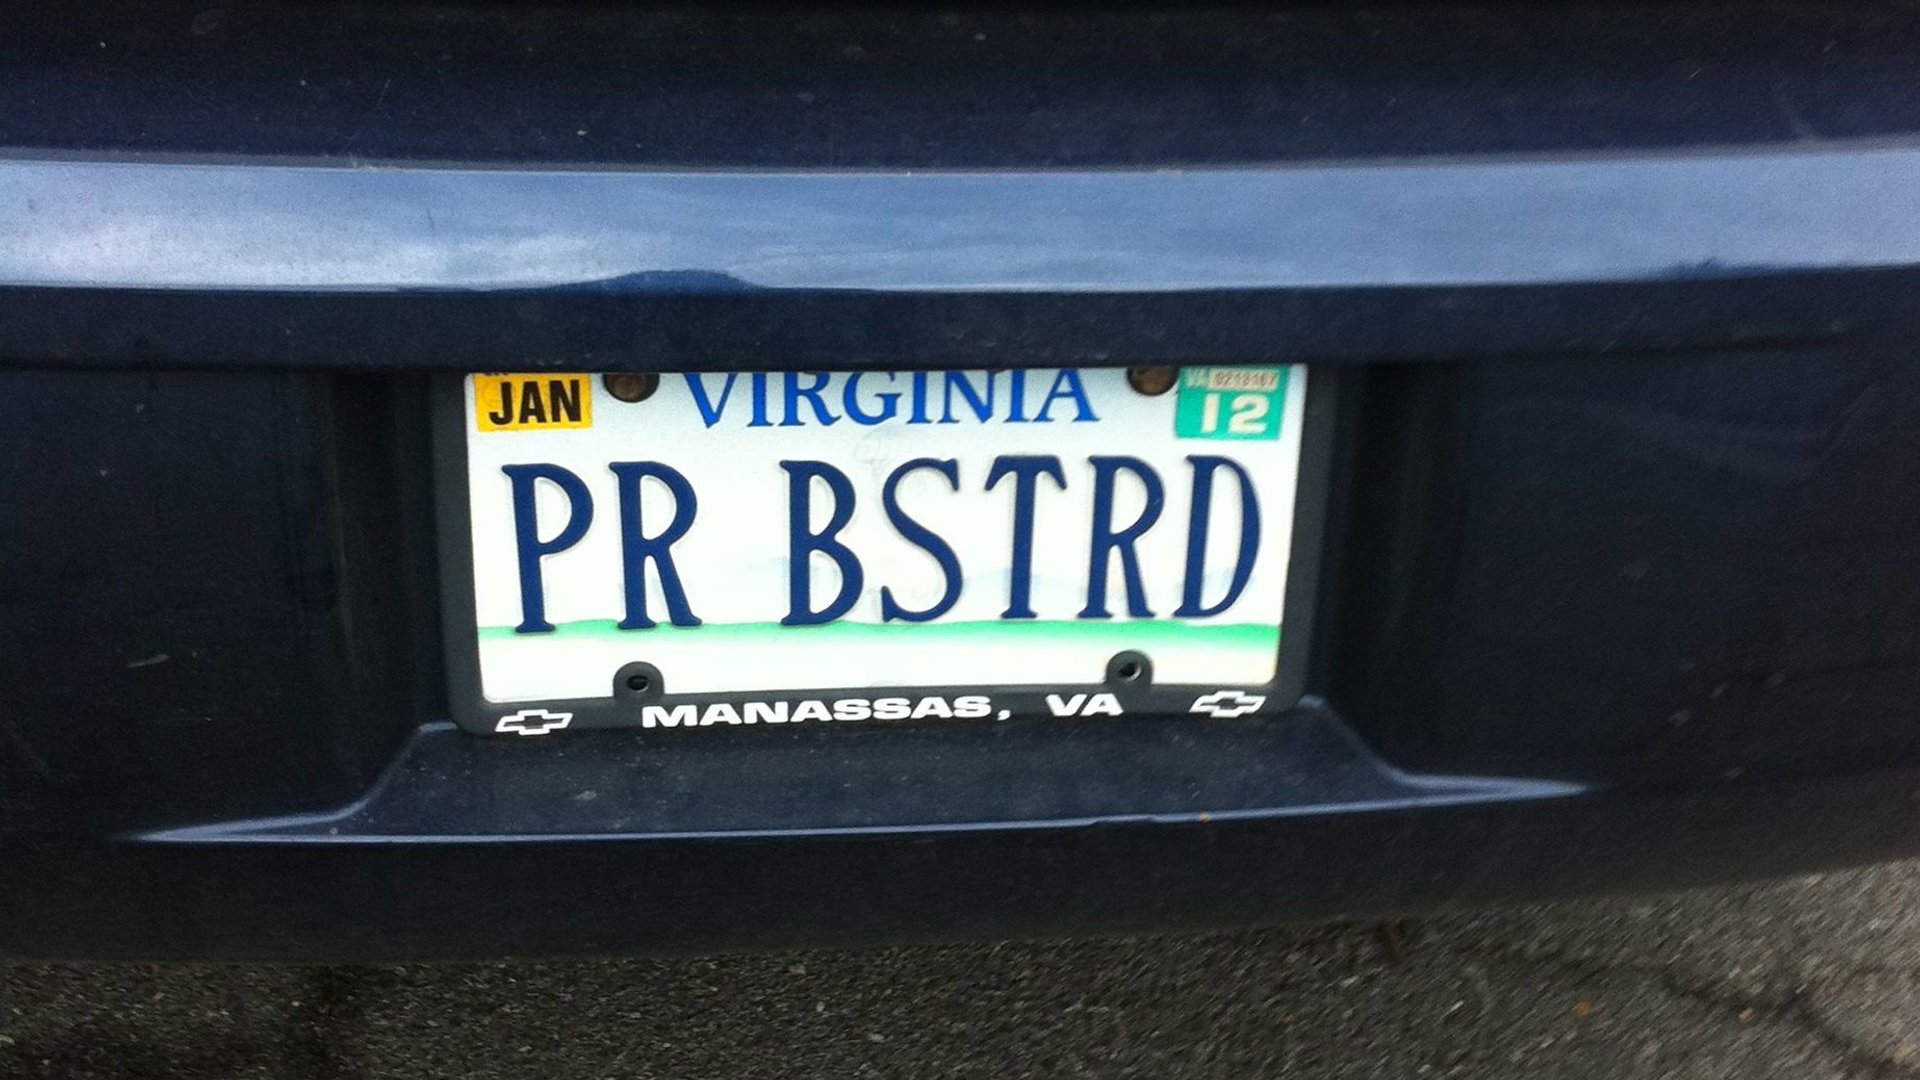 JAN VIRGINIA 12
PR BSTRD
MANASSAS, VA